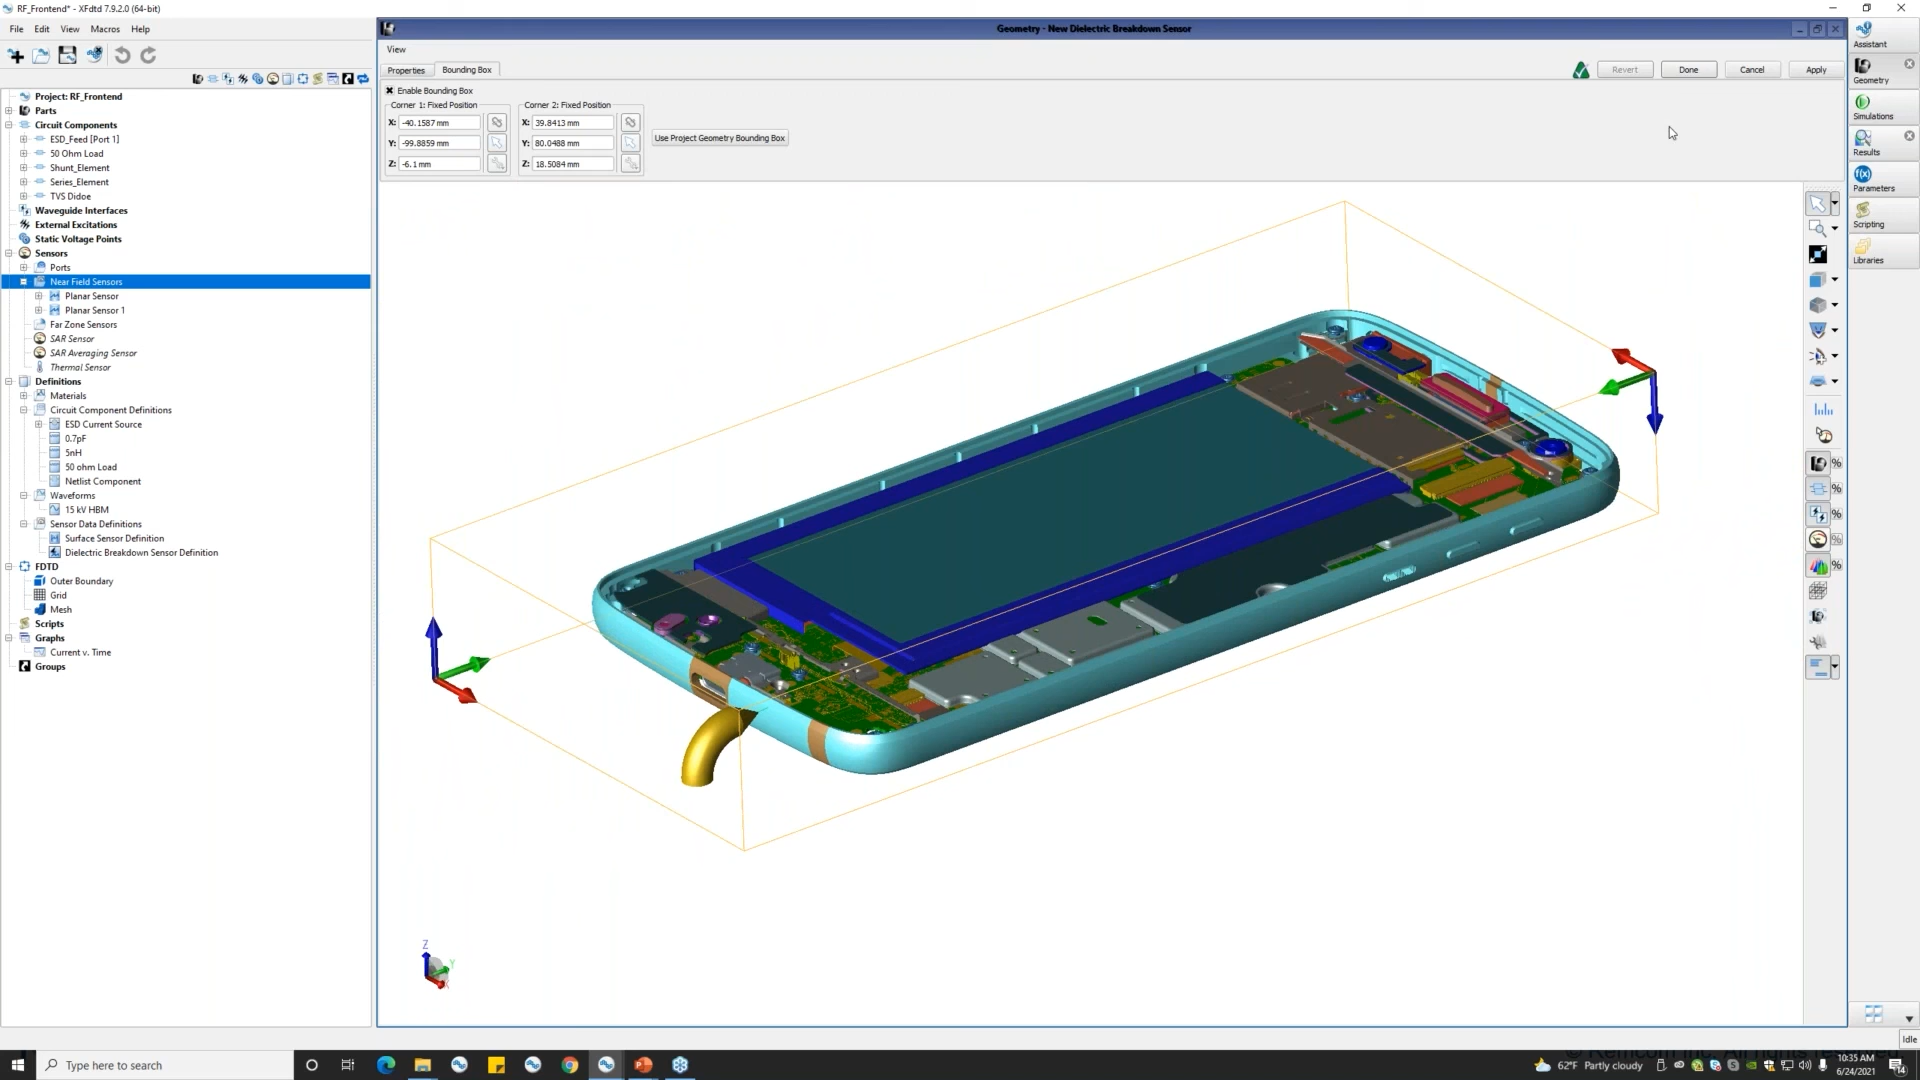 RF_Frontend* - XFdtd 7.9.2.0 (64-bit)
File Edit View Macros Help
Project: RF_Frontend
Parts
Circuit Components
ESD_Feed [Port 1]
50 Ohm Load
Shunt_Element
Series_Element
TVS Didoe
Waveguide Interfaces
External Excitations
Static Voltage Points
Sensors
Ports
Near Field Sensors
Planar Sensor
Planar Sensor 1
Far Zone Sensors
SAR Sensor
SAR Averaging Sensor
Thermal Sensor
Definitions
Materials
Circuit Component Definitions
ESD Current Source
0.7pF
5nH
50 ohm Load
Netlist Component
Waveforms
15 kV HBM
Sensor Data Definitions
Surface Sensor Definition
Dielectric Breakdown Sensor Definition
FDTD
Outer Boundary
Grid
Mesh
Scripts
Graphs
Current v. Time
Groups
Geometry - New Dielectric Breakdown Sensor
View
Properties Bounding Box
Revert Done Cancel Apply
Enable Bounding Box
Corner 1: Fixed Position Corner 2: Fixed Position
X: -40.1587 mm X: 39.8413 mm
Y: -99.8859 mm Y: 80.0488 mm
Z: -6.1 mm Z: 18.5084 mm
Use Project Geometry Bounding Box
Z
Y
X
%
%
%
%
%
Assistant
Geometry
Simulations
Results
f(x)
Parameters
Scripting
Libraries
Idle
Type here to search
62°F Partly cloudy
10:35 AM
6/24/2021
14